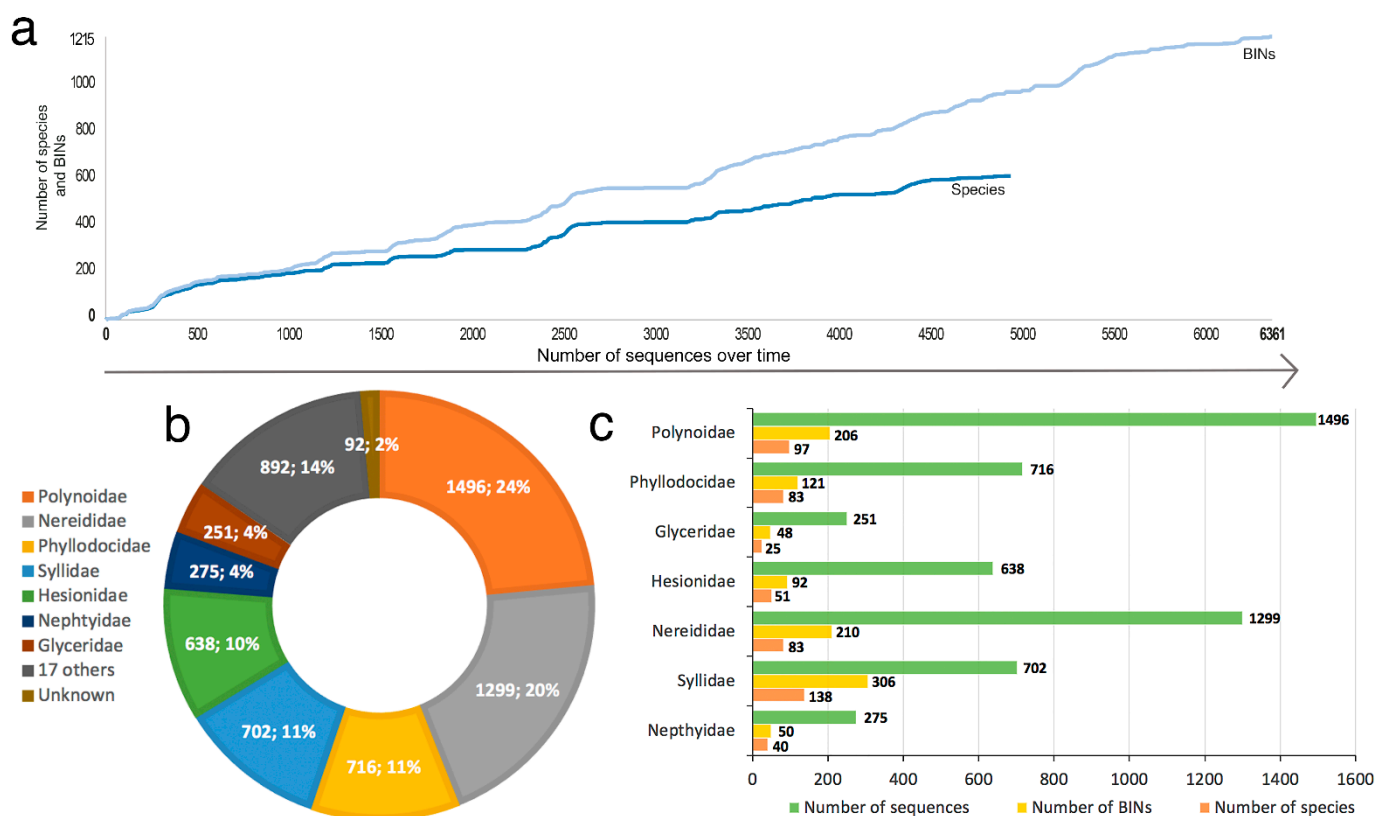 a
Number of species
and BINs
1215
1000
800
600
400
200
0
BINs
Species
0 500 1000 1500 2000 2500 3000 3500 4000 4500 5000 5500 6000 6361
Number of sequences over time
b
92; 2%
892; 14%
1496; 24%
251; 4%
275; 4%
638; 10%
1299; 20%
702; 11%
716; 11%
Polynoidae
Nereididae
Phyllodocidae
Syllidae
Hesionidae
Nephtyidae
Glyceridae
17 others
Unknown
c
Polynoidae
1496
206
97
Phyllodocidae
716
121
83
Glyceridae
251
48
25
Hesionidae
638
92
51
Nereididae
1299
210
83
Syllidae
702
306
138
Nepthyidae
275
50
40
0 200 400 600 800 1000 1200 1400 1600
Number of sequences Number of BINs Number of species